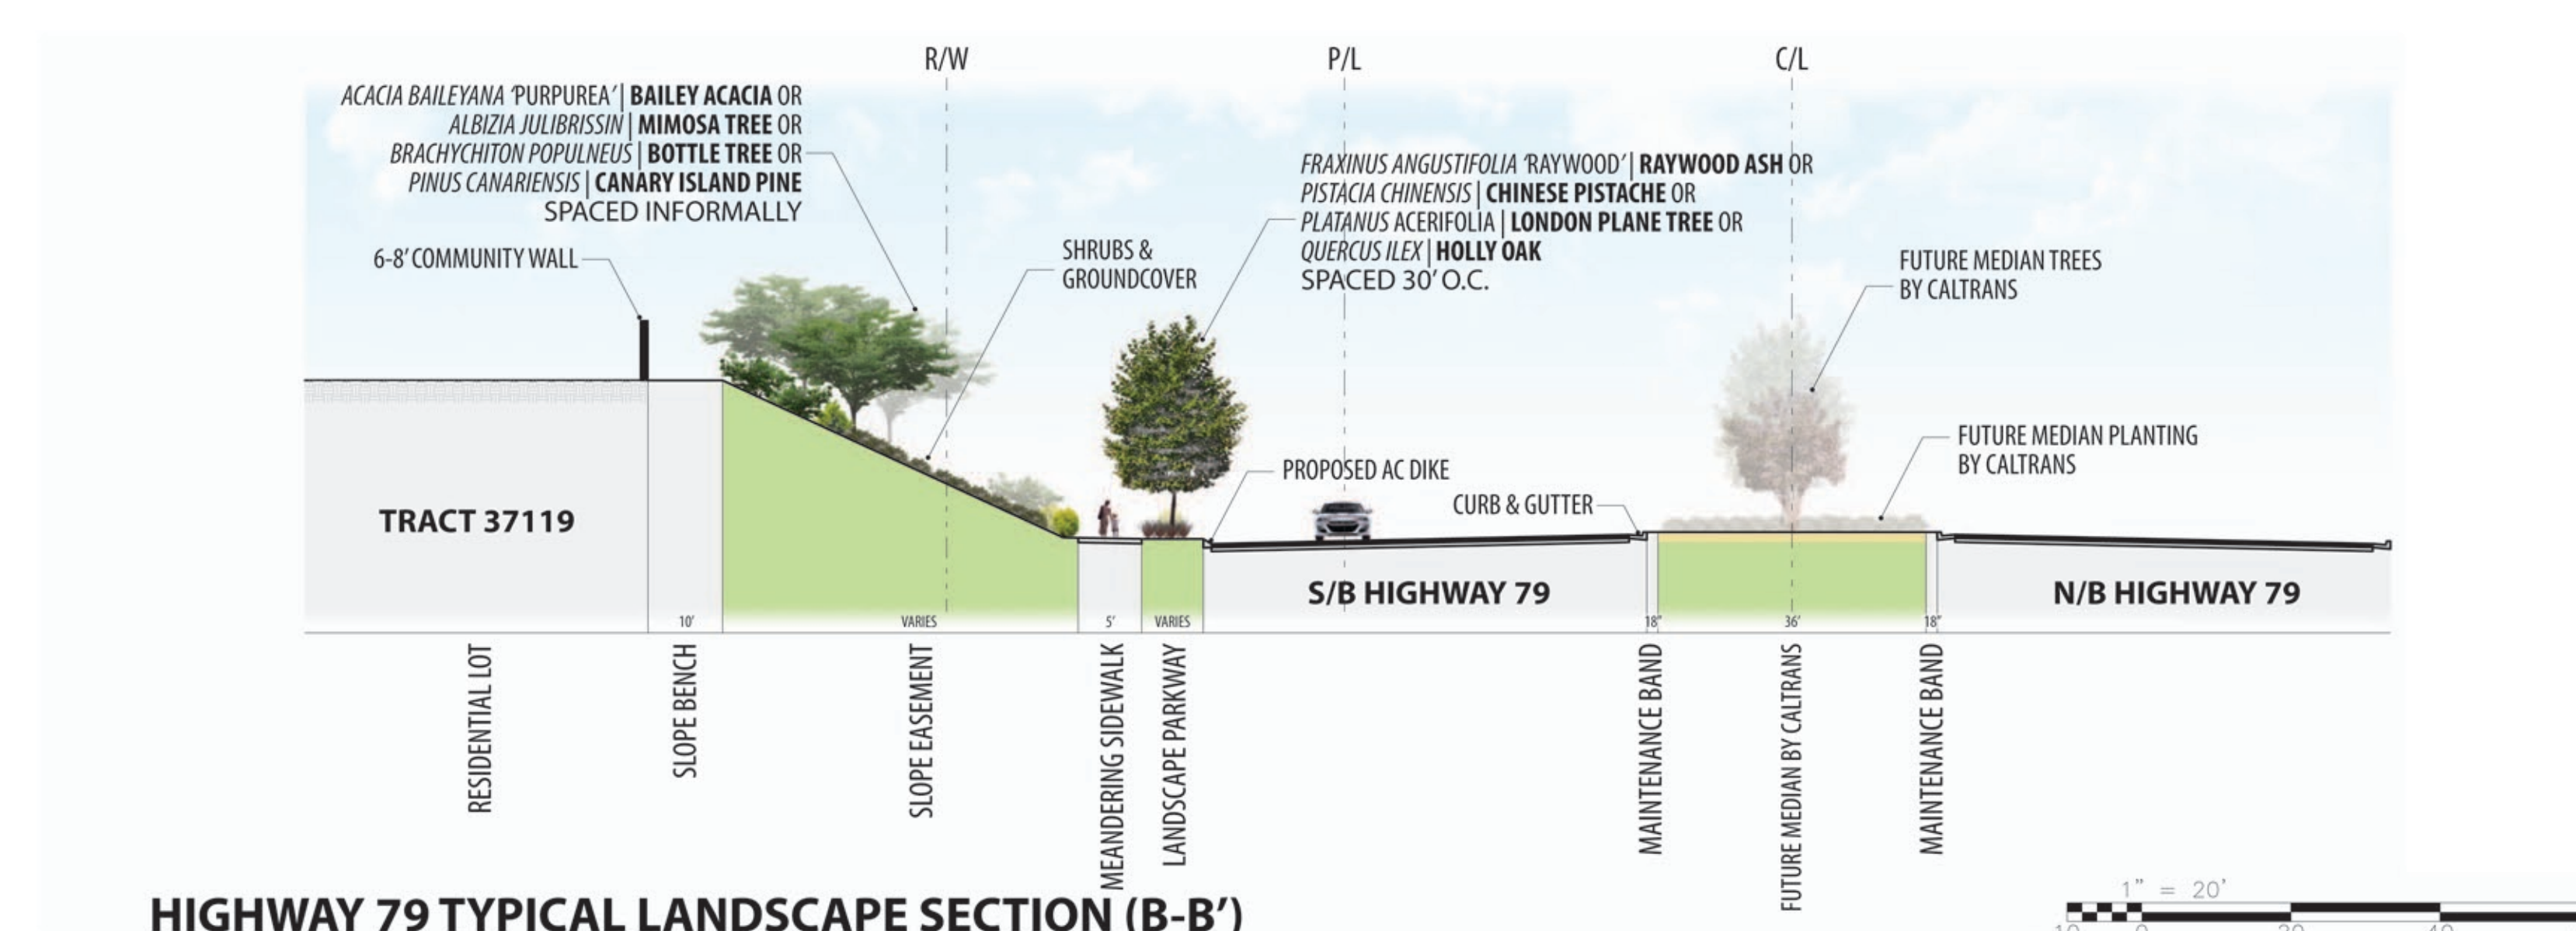 R/W
P/L
C/L
ACACIA BAILEYANA ‘PURPUREA’ | BAILEY ACACIA OR
ALBIZIA JULIBRISSIN | MIMOSA TREE OR
BRACHYCHITON POPULNEUS | BOTTLE TREE OR
PINUS CANARIENSIS | CANARY ISLAND PINE
SPACED INFORMALLY
6-8’ COMMUNITY WALL
SHRUBS &
GROUNDCOVER
FRAXINUS ANGUSTIFOLIA ‘RAYWOOD’ | RAYWOOD ASH OR
PISTACIA CHINENSIS | CHINESE PISTACHE OR
PLATANUS ACERIFOLIA | LONDON PLANE TREE OR
QUERCUS ILEX | HOLLY OAK
SPACED 30’ O.C.
FUTURE MEDIAN TREES
BY CALTRANS
FUTURE MEDIAN PLANTING
BY CALTRANS
PROPOSED AC DIKE
CURB & GUTTER
TRACT 37119
S/B HIGHWAY 79
N/B HIGHWAY 79
10’
VARIES
5’
VARIES
18”
36’
18”
RESIDENTIAL LOT
SLOPE BENCH
SLOPE EASEMENT
MEANDERING SIDEWALK
LANDSCAPE PARKWAY
MAINTENANCE BAND
FUTURE MEDIAN BY CALTRANS
MAINTENANCE BAND
HIGHWAY 79 TYPICAL LANDSCAPE SECTION (B-B’)
1” = 20’